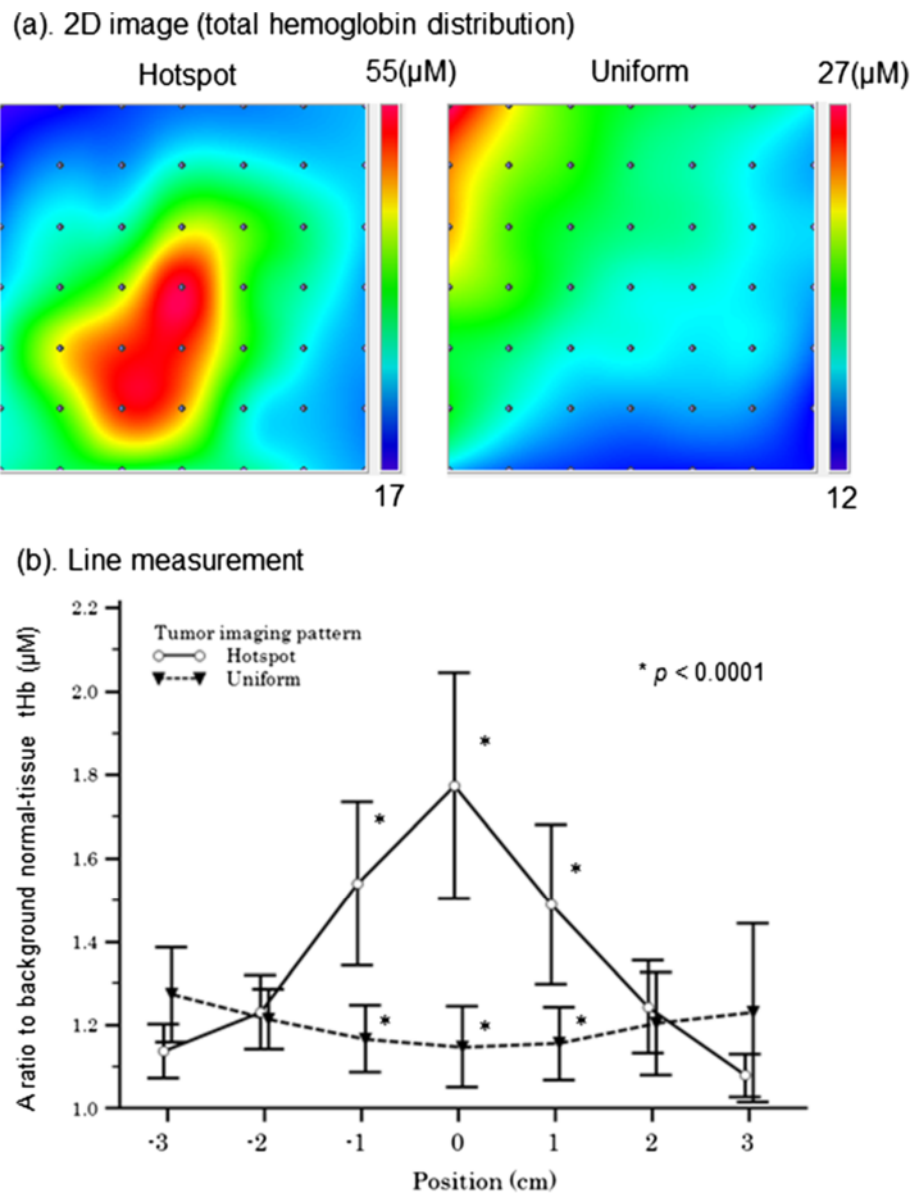 (a). 2D image (total hemoglobin distribution)
Hotspot 55(μM) Uniform 27(μM)
17 12
(b). Line measurement
A ratio to background normal-tissue tHb (μM)
2.2
2.0
1.8
1.6
1.4
1.2
1.0
Tumor imaging pattern
Hotspot
Uniform
* p < 0.0001
*
*
*
* * *
-3 -2 -1 0 1 2 3
Position (cm)